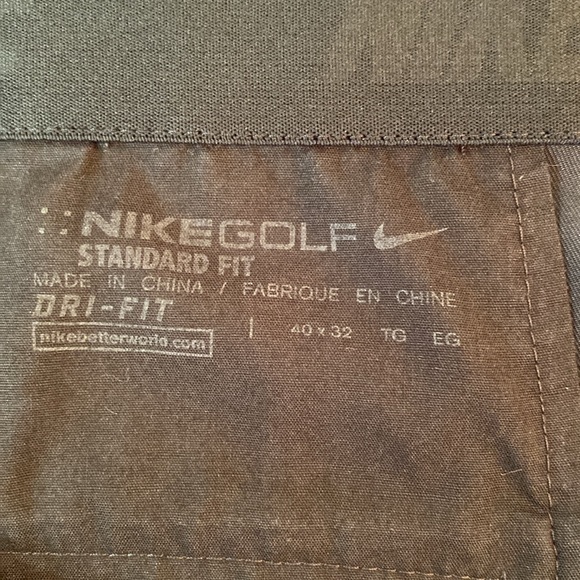 NIKEGOLF
STANDARD FIT
MADE IN CHINA / FABRIQUE EN CHINE
DRI-FIT
nikebetterworld.com | 40 x 32 TG EG